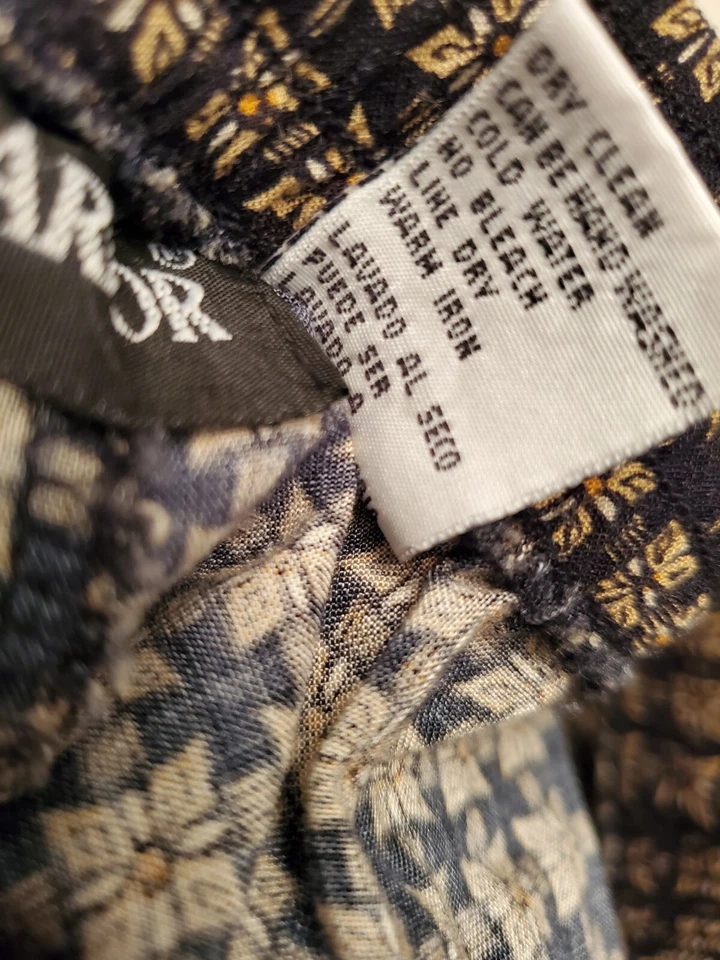 DRY CLEAN
CAN BE HAND WASHED
COLD WATER
NO BLEACH
LINE DRY
WARM IRON
LAVADO AL SECO
PUEDE SER
LAVADO A